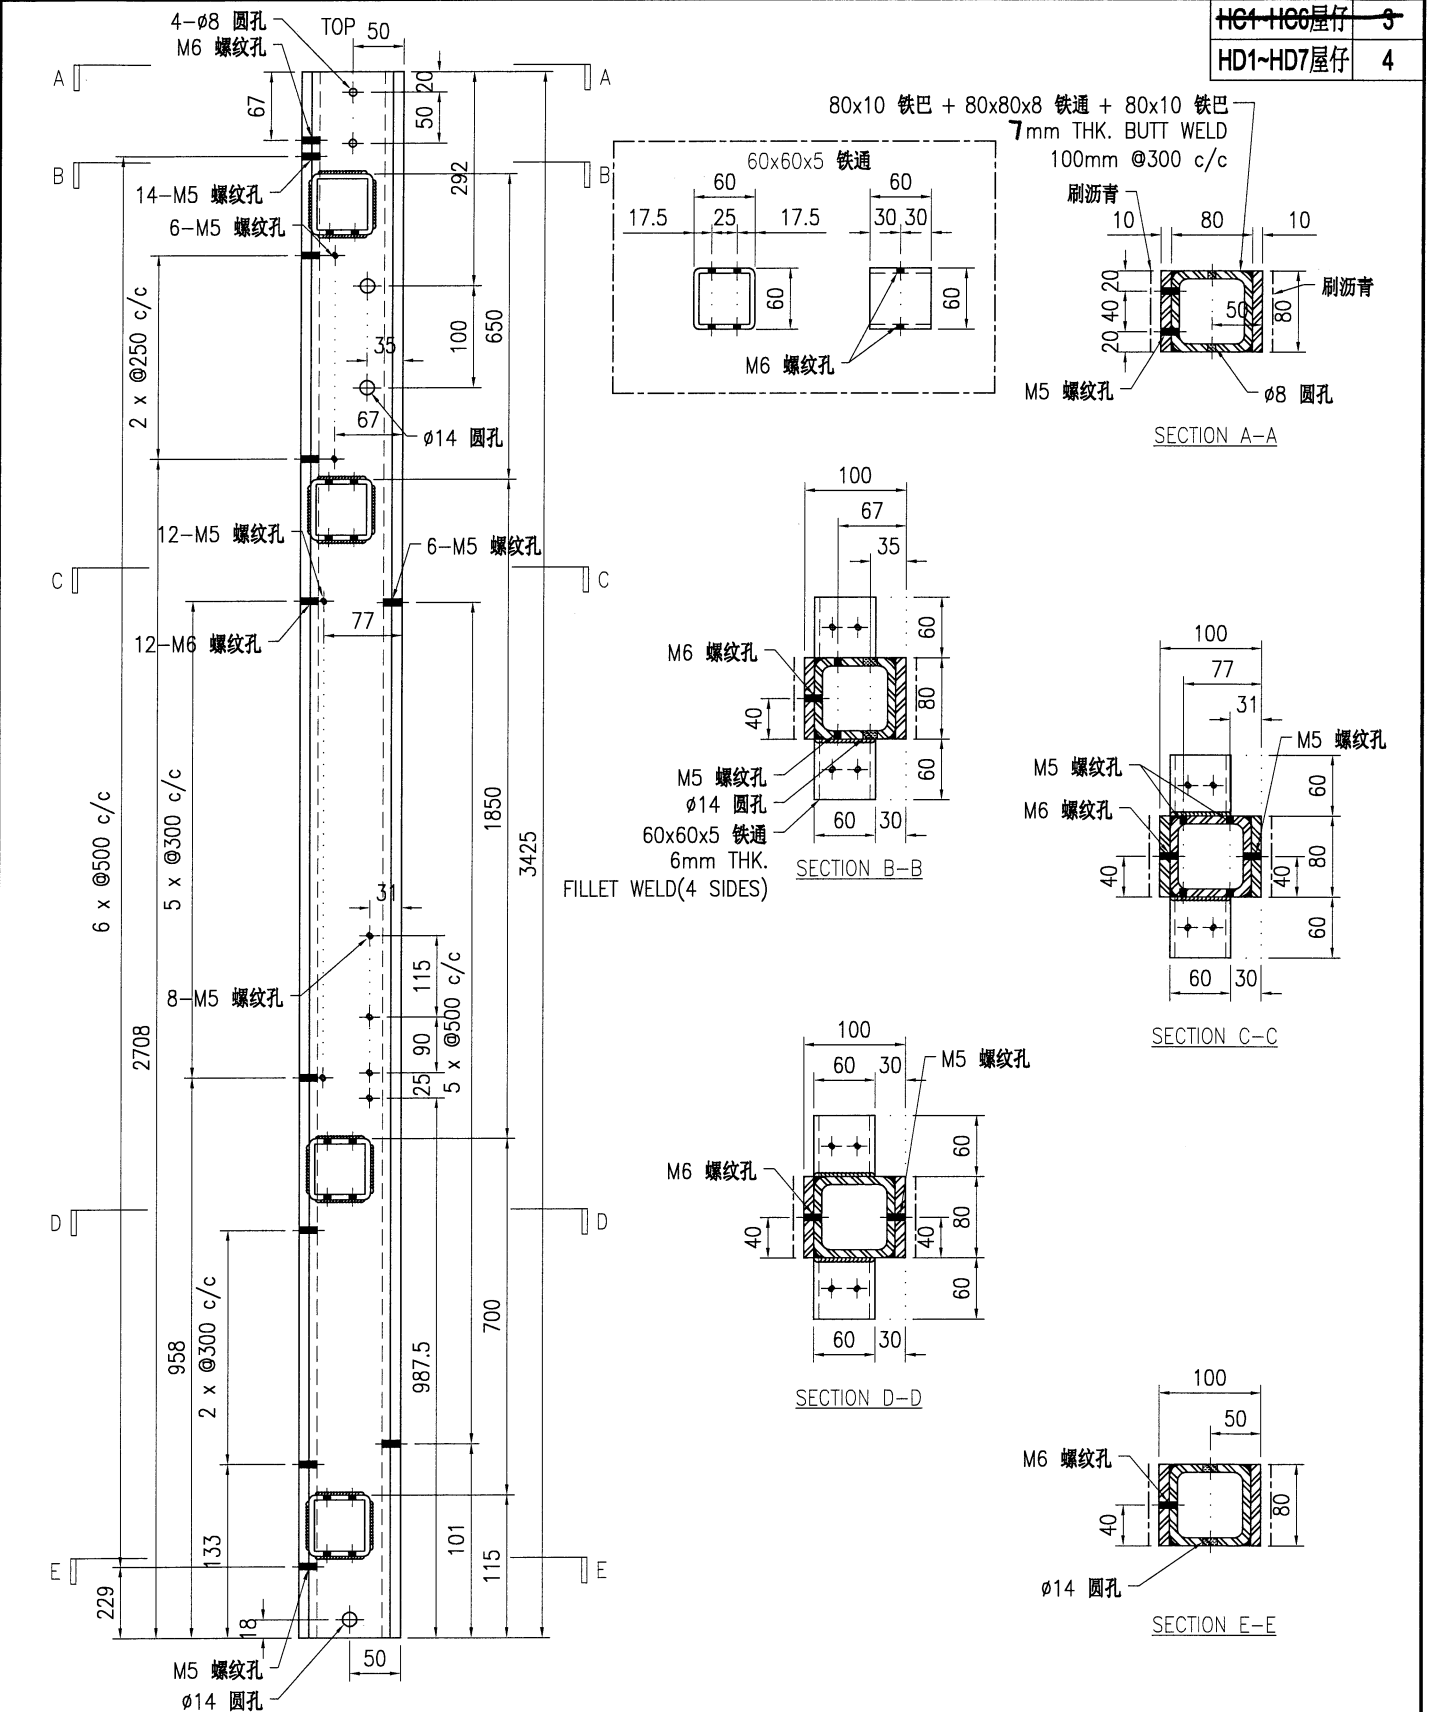 HC1~HC6屋仔 3
HD1~HD7屋仔 4
4-ø8 圆孔
TOP 50
M6 螺纹孔
A
A
20
67
50
B
B
292
14-M5 螺纹孔
6-M5 螺纹孔
2 x @250 c/c
650
100
35
67
ø14 圆孔
12-M5 螺纹孔
6-M5 螺纹孔
C
C
77
12-M6 螺纹孔
6 x @500 c/c
5 x @300 c/c
1850
3425
31
8-M5 螺纹孔
115
2708
90
5 x @500 c/c
25
D
D
2 x @300 c/c
700
958
987.5
133
101
115
E
E
229
18
M5 螺纹孔
50
ø14 圆孔
80x10 铁巴 + 80x80x8 铁通 + 80x10 铁巴
7mm THK. BUTT WELD
100mm @300 c/c
60x60x5 铁通
60
60
17.5
25
17.5
30
30
60
60
M6 螺纹孔
刷沥青
10
80
10
20
40
20
50
80
刷沥青
M5 螺纹孔
ø8 圆孔
SECTION A-A
100
67
35
60
M6 螺纹孔
40
80
M5 螺纹孔
60
ø14 圆孔
60x60x5 铁通
60
30
6mm THK.
FILLET WELD(4 SIDES)
SECTION B-B
100
77
31
M5 螺纹孔
M5 螺纹孔
60
M6 螺纹孔
40
40
80
60
60
30
SECTION C-C
100
60
30
M5 螺纹孔
60
M6 螺纹孔
40
40
80
60
60
30
SECTION D-D
100
50
M6 螺纹孔
40
80
ø14 圆孔
SECTION E-E